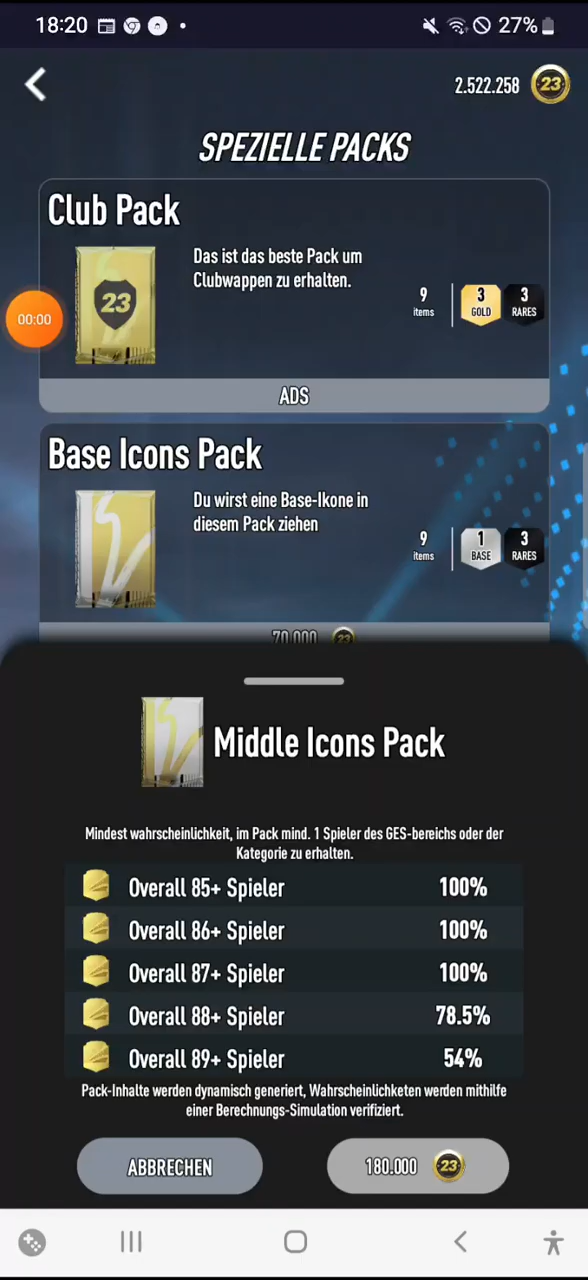 18:20
27%
2.522.258
23
SPEZIELLE PACKS
Club Pack
Das ist das beste Pack um
Clubwappen zu erhalten.
23
9
items
3
GOLD
3
RARES
00:00
ADS
Base Icons Pack
Du wirst eine Base-Ikone in
diesem Pack ziehen
9
items
1
BASE
3
RARES
70.000
23
Middle Icons Pack
Mindest wahrscheinlichkeit, im Pack mind. 1 Spieler des GES-bereichs oder der
Kategorie zu erhalten.
Overall 85+ Spieler 100%
Overall 86+ Spieler 100%
Overall 87+ Spieler 100%
Overall 88+ Spieler 78.5%
Overall 89+ Spieler 54%
Pack-Inhalte werden dynamisch generiert, Wahrscheinlichketen werden mithilfe
einer Berechnungs-Simulation verifiziert.
ABBRECHEN
180.000
23